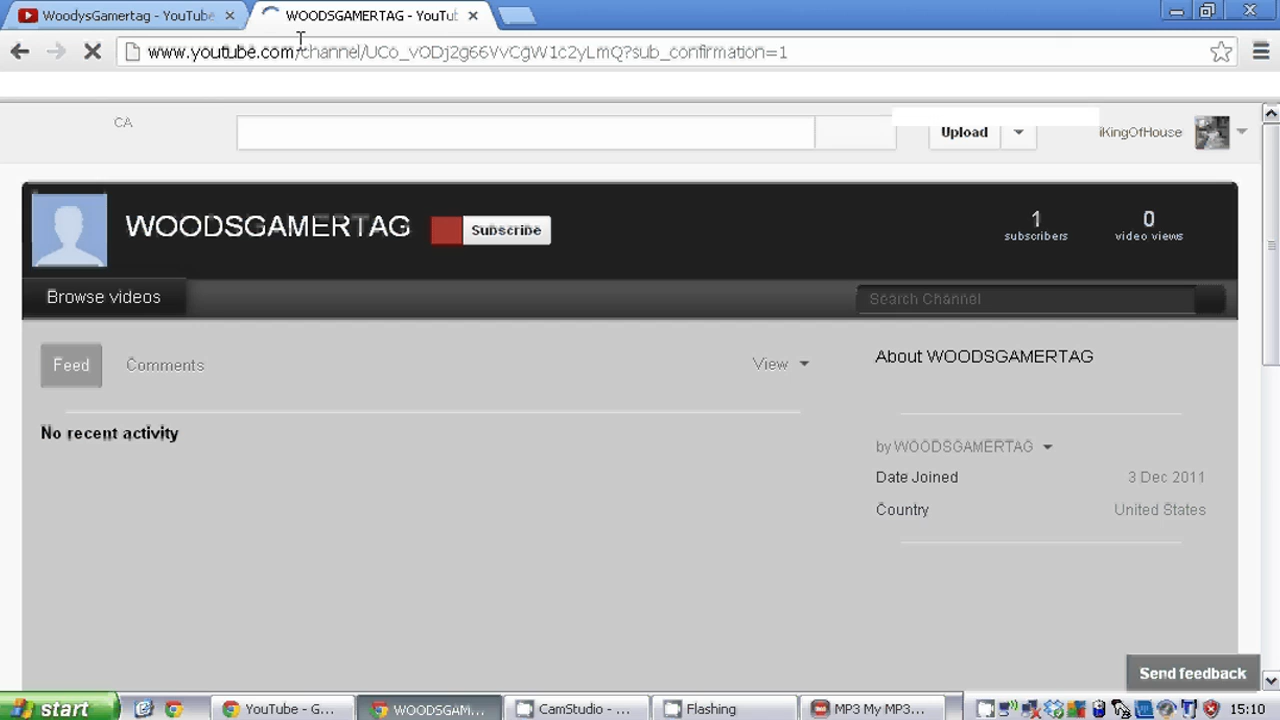 WoodysGamertag - YouTube
WOODSGAMERTAG - YouTu
www.youtube.com/channel/UCo_vODj2g66VvCgW1c2yLmQ?sub_confirmation=1
CA
Upload
iKingOfHouse
WOODSGAMERTAG
Subscribe
1
subscribers
0
video views
Browse videos
Search Channel
Feed
Comments
View
About WOODSGAMERTAG
No recent activity
by WOODSGAMERTAG
Date Joined
3 Dec 2011
Country
United States
Send feedback
start
YouTube - G...
WOODSGAM...
CamStudio - ...
Flashing
MP3 My MP3...
15:10